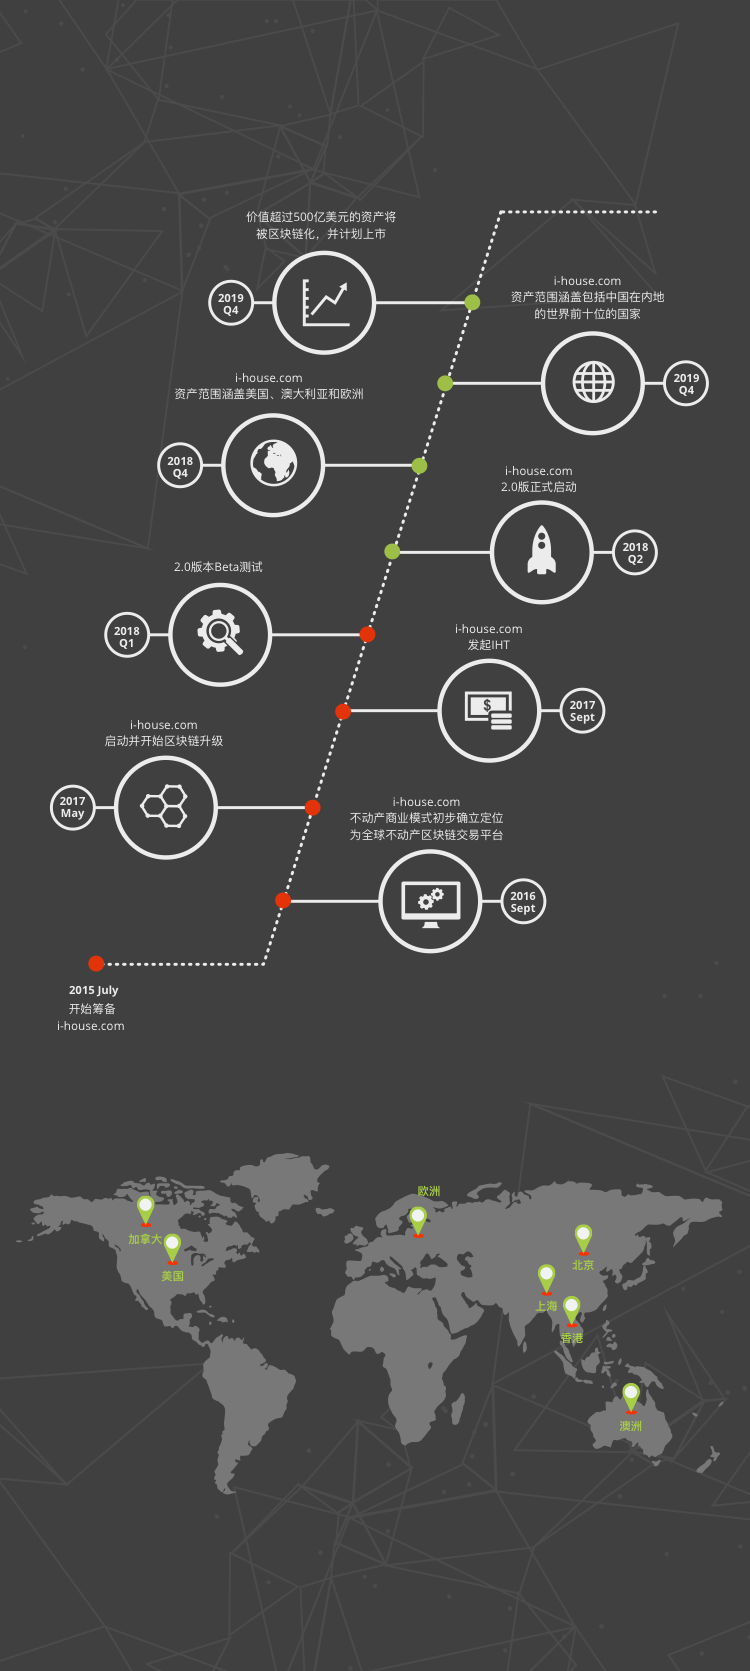 价值超过500亿美元的资产将
被区块链化，并计划上市
2019
Q4
i-house.com
资产范围涵盖包括中国在内地
的世界前十位的国家
2019
Q4
i-house.com
资产范围涵盖美国、澳大利亚和欧洲
2018
Q4
i-house.com
2.0版正式启动
2018
Q2
2.0版本Beta测试
2018
Q1
i-house.com
发起IHT
$
2017
Sept
i-house.com
启动并开始区块链升级
2017
May
i-house.com
不动产商业模式初步确立定位
为全球不动产区块链交易平台
2016
Sept
2015 July
开始筹备
i-house.com
欧洲
加拿大
美国
北京
上海
香港
澳洲